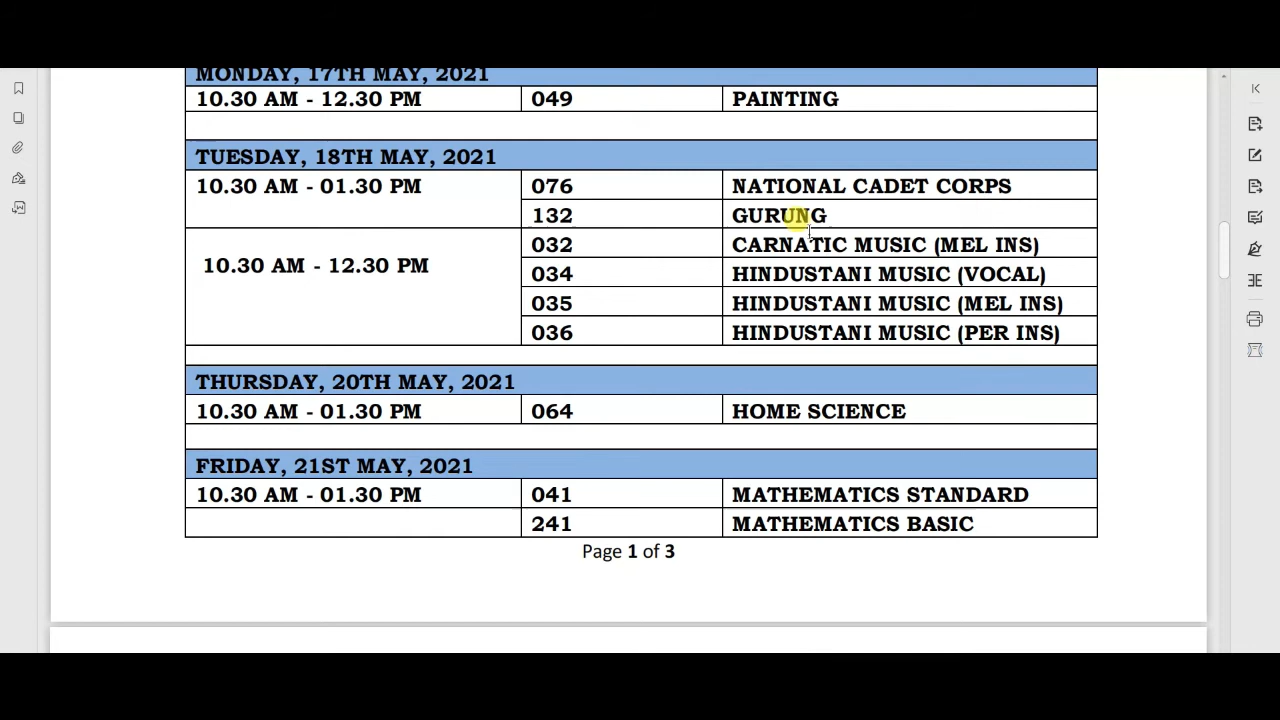 MONDAY, 17TH MAY, 2021
10.30 AM - 12.30 PM 049 PAINTING
TUESDAY, 18TH MAY, 2021
10.30 AM - 01.30 PM 076 NATIONAL CADET CORPS
132 GURUNG
032 CARNATIC MUSIC (MEL INS)
10.30 AM - 12.30 PM 034 HINDUSTANI MUSIC (VOCAL)
035 HINDUSTANI MUSIC (MEL INS)
036 HINDUSTANI MUSIC (PER INS)
THURSDAY, 20TH MAY, 2021
10.30 AM - 01.30 PM 064 HOME SCIENCE
FRIDAY, 21ST MAY, 2021
10.30 AM - 01.30 PM 041 MATHEMATICS STANDARD
241 MATHEMATICS BASIC
Page 1 of 3